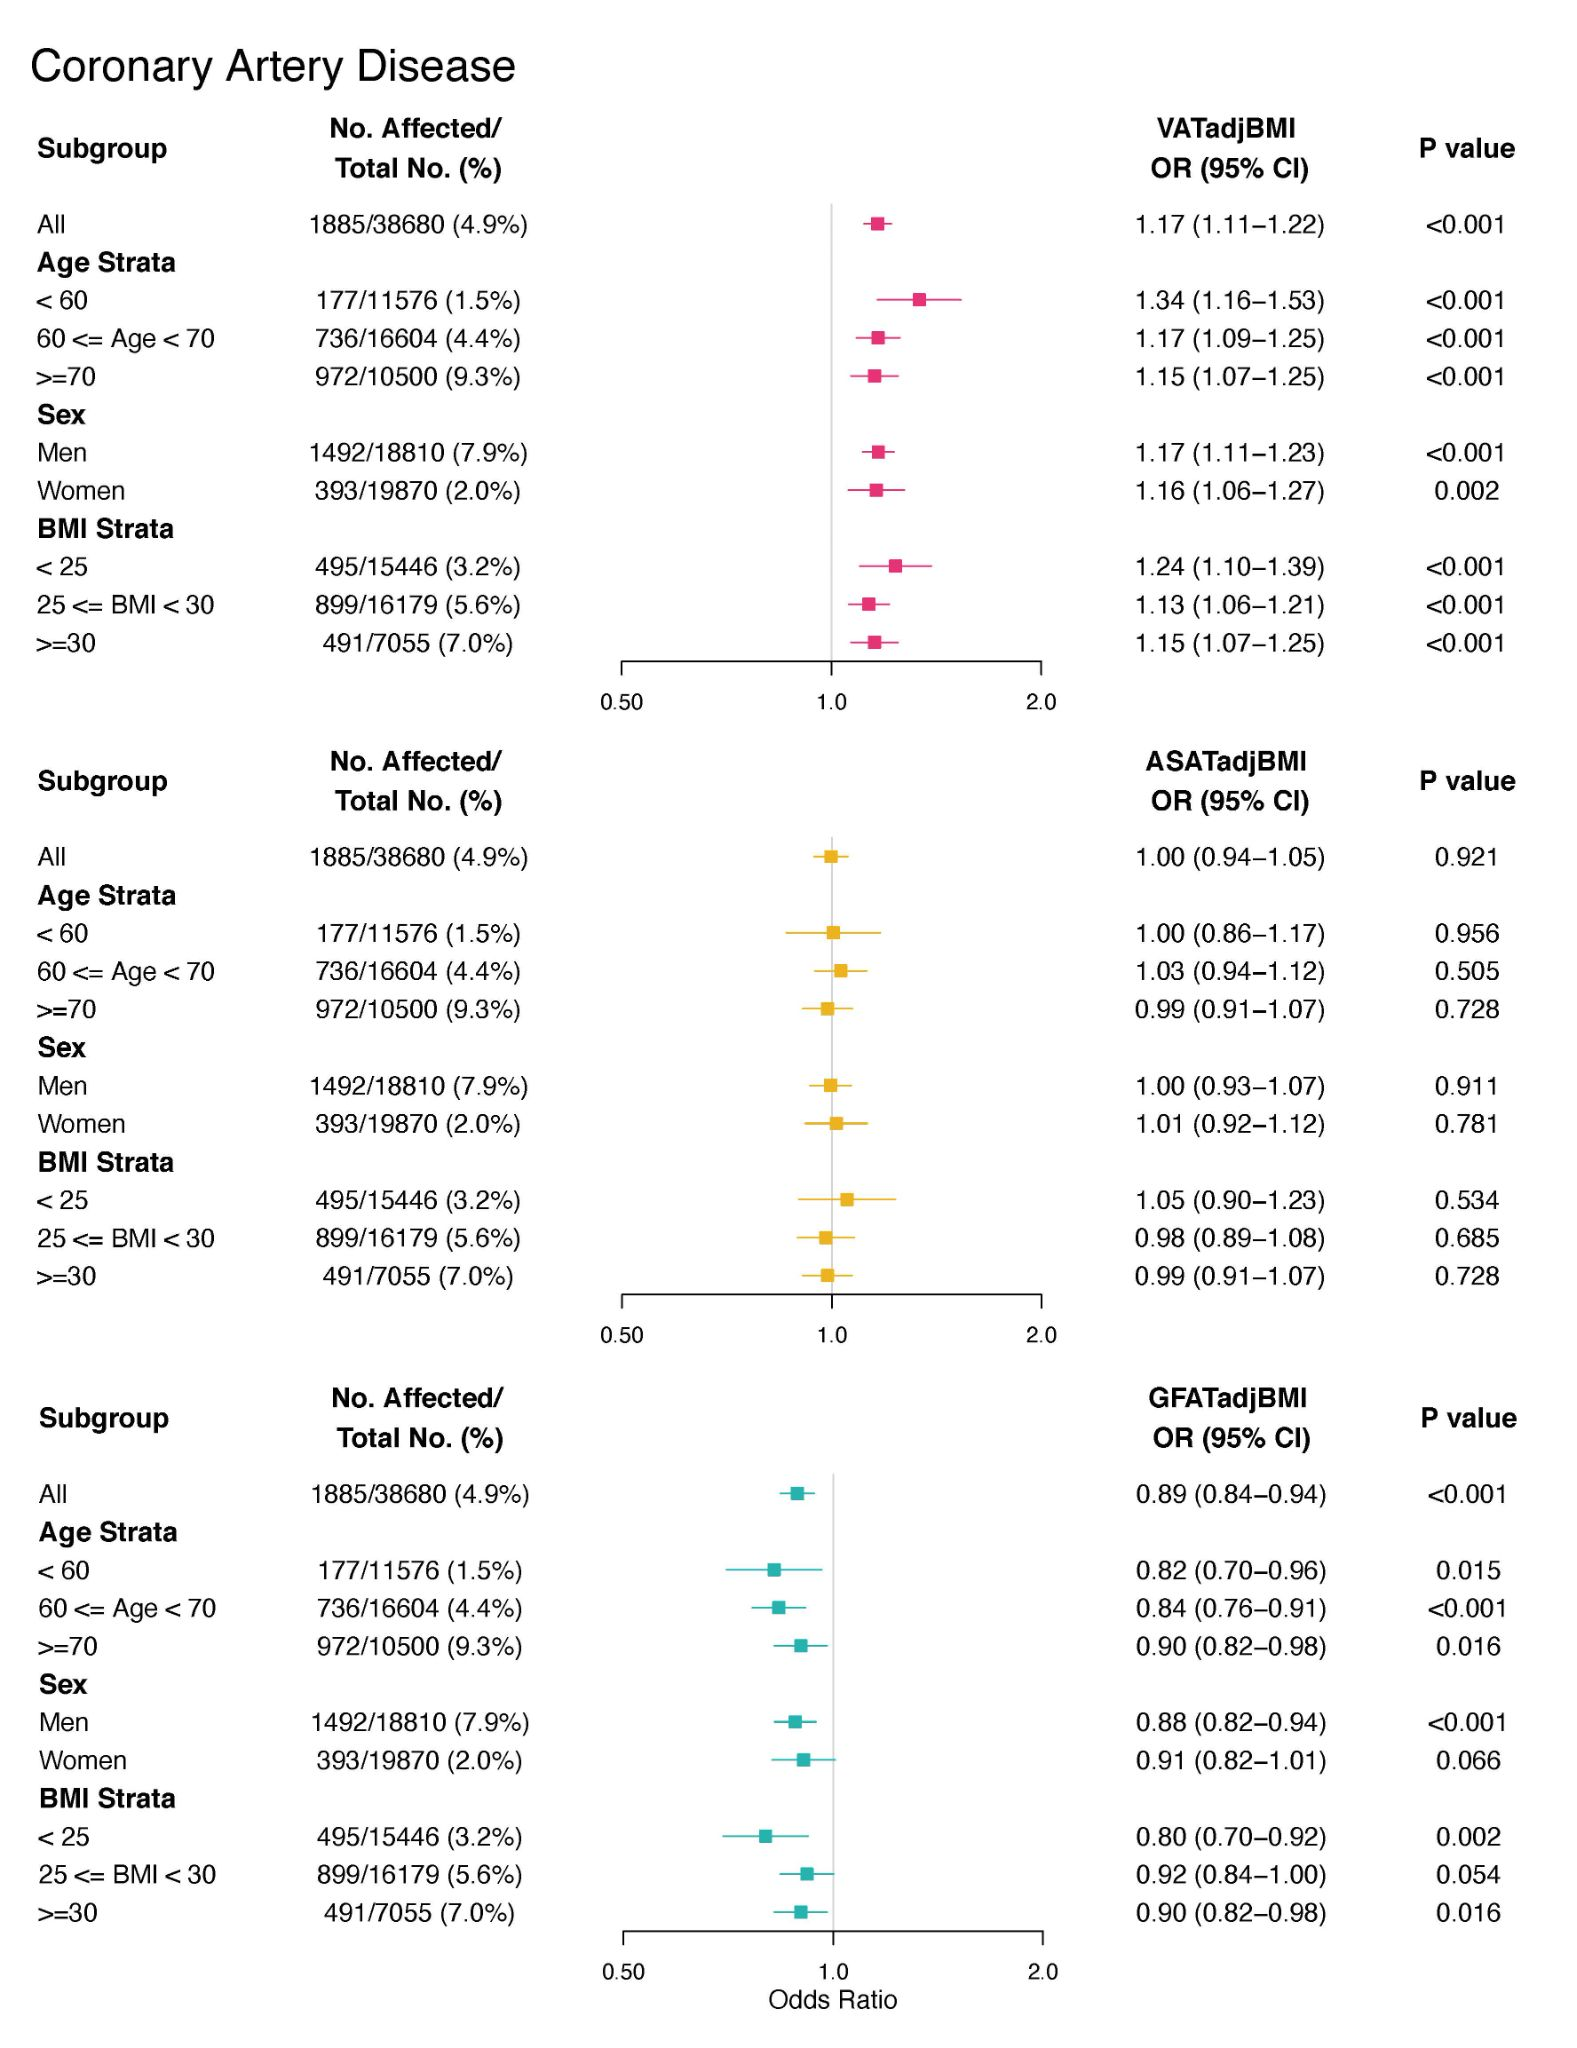 Coronary Artery Disease
Subgroup No. Affected/ Total No. (%) VATadjBMI OR (95% CI) P value
All 1885/38680 (4.9%) 1.17 (1.11–1.22) <0.001
Age Strata
< 60 177/11576 (1.5%) 1.34 (1.16–1.53) <0.001
60 <= Age < 70 736/16604 (4.4%) 1.17 (1.09–1.25) <0.001
>=70 972/10500 (9.3%) 1.15 (1.07–1.25) <0.001
Sex
Men 1492/18810 (7.9%) 1.17 (1.11–1.23) <0.001
Women 393/19870 (2.0%) 1.16 (1.06–1.27) 0.002
BMI Strata
< 25 495/15446 (3.2%) 1.24 (1.10–1.39) <0.001
25 <= BMI < 30 899/16179 (5.6%) 1.13 (1.06–1.21) <0.001
>=30 491/7055 (7.0%) 1.15 (1.07–1.25) <0.001
0.50 1.0 2.0
Subgroup No. Affected/ Total No. (%) ASATadjBMI OR (95% CI) P value
All 1885/38680 (4.9%) 1.00 (0.94–1.05) 0.921
Age Strata
< 60 177/11576 (1.5%) 1.00 (0.86–1.17) 0.956
60 <= Age < 70 736/16604 (4.4%) 1.03 (0.94–1.12) 0.505
>=70 972/10500 (9.3%) 0.99 (0.91–1.07) 0.728
Sex
Men 1492/18810 (7.9%) 1.00 (0.93–1.07) 0.911
Women 393/19870 (2.0%) 1.01 (0.92–1.12) 0.781
BMI Strata
< 25 495/15446 (3.2%) 1.05 (0.90–1.23) 0.534
25 <= BMI < 30 899/16179 (5.6%) 0.98 (0.89–1.08) 0.685
>=30 491/7055 (7.0%) 0.99 (0.91–1.07) 0.728
0.50 1.0 2.0
Subgroup No. Affected/ Total No. (%) GFATadjBMI OR (95% CI) P value
All 1885/38680 (4.9%) 0.89 (0.84–0.94) <0.001
Age Strata
< 60 177/11576 (1.5%) 0.82 (0.70–0.96) 0.015
60 <= Age < 70 736/16604 (4.4%) 0.84 (0.76–0.91) <0.001
>=70 972/10500 (9.3%) 0.90 (0.82–0.98) 0.016
Sex
Men 1492/18810 (7.9%) 0.88 (0.82–0.94) <0.001
Women 393/19870 (2.0%) 0.91 (0.82–1.01) 0.066
BMI Strata
< 25 495/15446 (3.2%) 0.80 (0.70–0.92) 0.002
25 <= BMI < 30 899/16179 (5.6%) 0.92 (0.84–1.00) 0.054
>=30 491/7055 (7.0%) 0.90 (0.82–0.98) 0.016
0.50 1.0 2.0
Odds Ratio